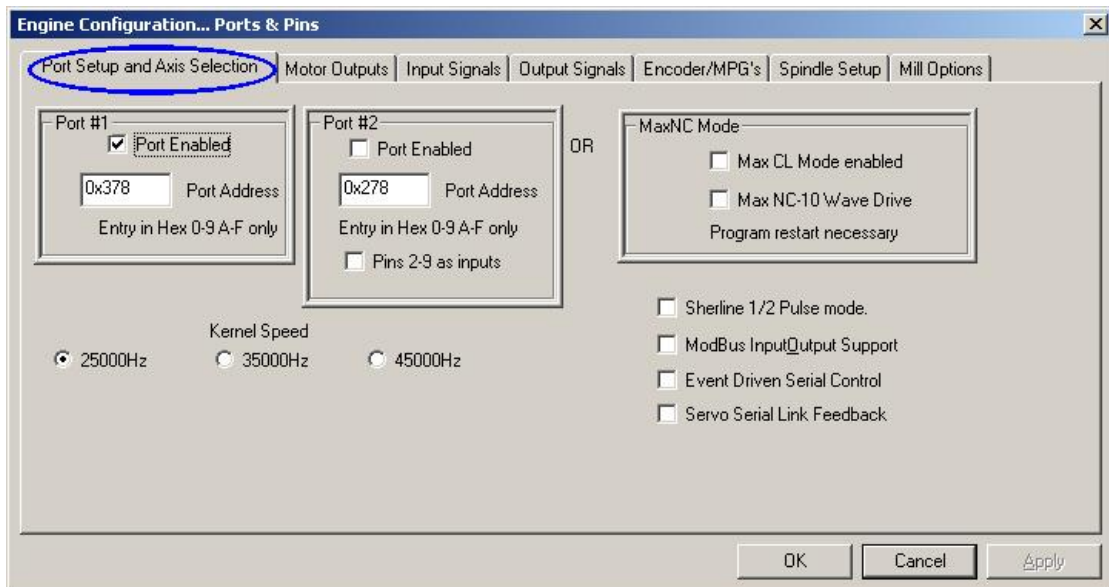 Engine Configuration... Ports & Pins
Port Setup and Axis Selection
Motor Outputs
Input Signals
Output Signals
Encoder/MPG's
Spindle Setup
Mill Options
Port #1
Port Enabled
0x378
Port Address
Entry in Hex 0-9 A-F only
Port #2
Port Enabled
0x278
Port Address
Entry in Hex 0-9 A-F only
Pins 2-9 as inputs
OR
MaxNC Mode
Max CL Mode enabled
Max NC-10 Wave Drive
Program restart necessary
Kernel Speed
25000Hz
35000Hz
45000Hz
Sherline 1/2 Pulse mode.
ModBus InputOutput Support
Event Driven Serial Control
Servo Serial Link Feedback
OK
Cancel
Apply